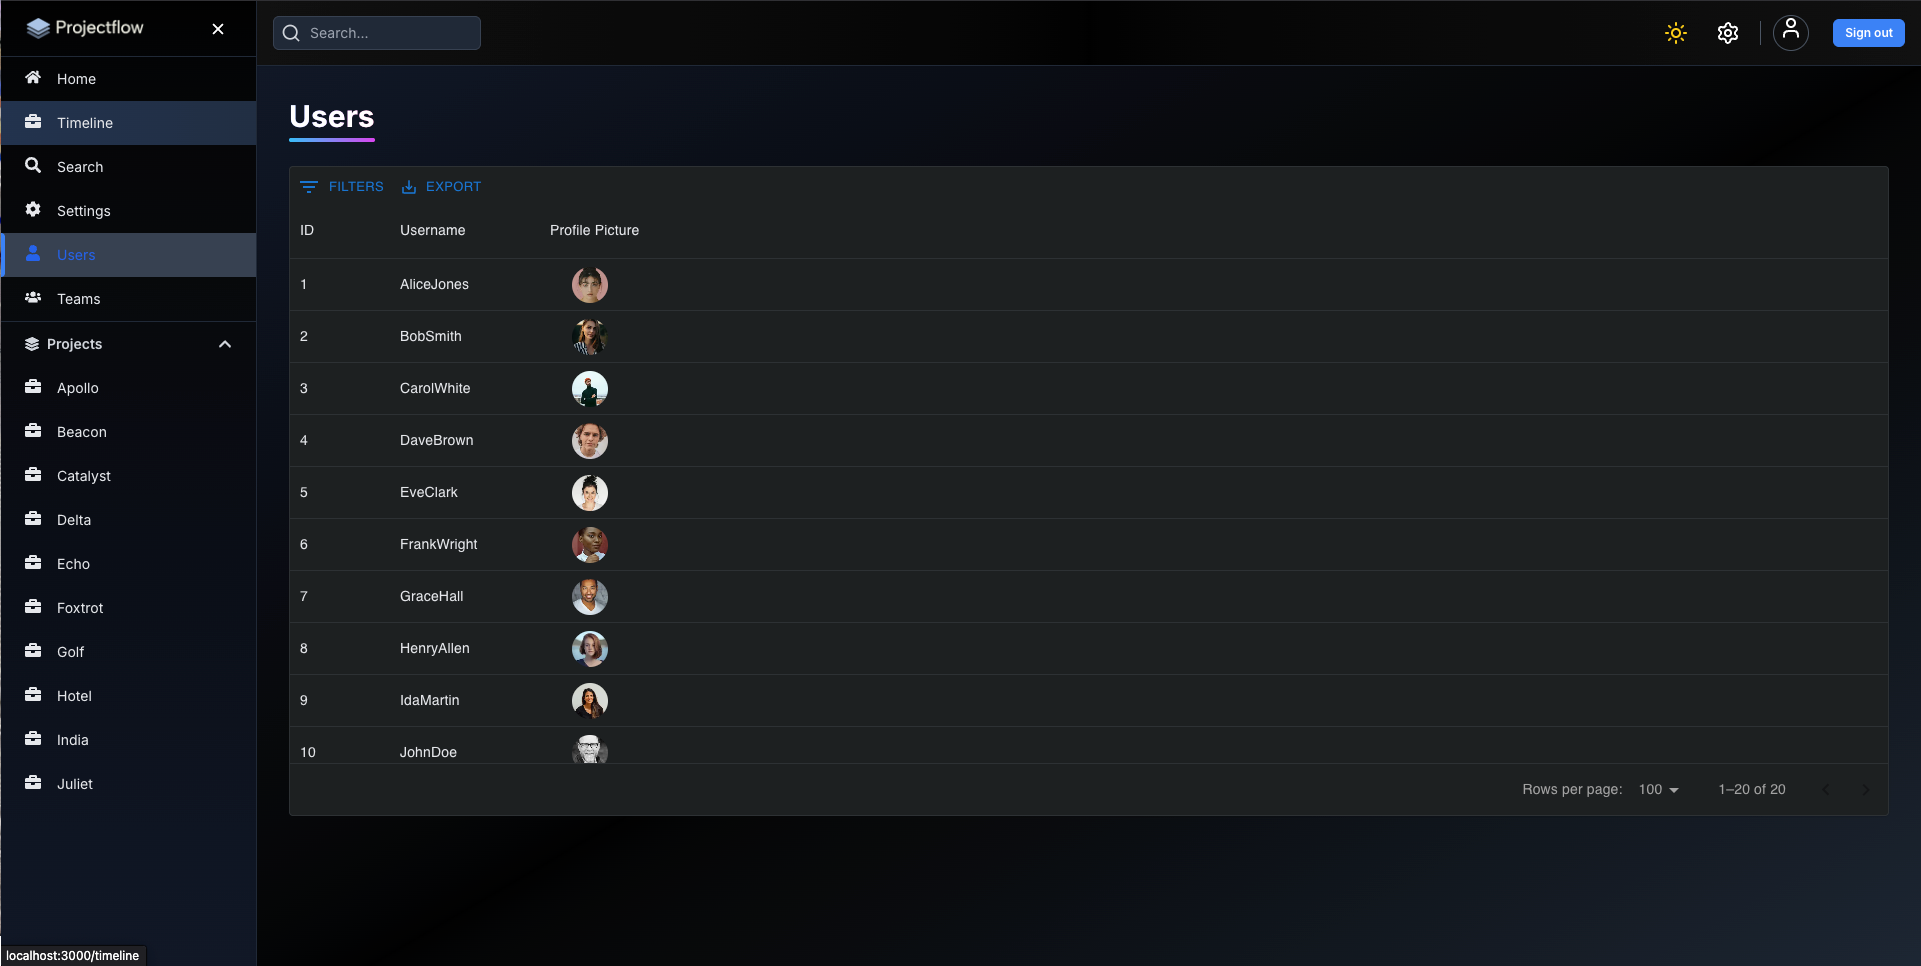 Projectflow
Search...
Sign out
Home
Timeline
Search
Settings
Users
Teams
Projects
Apollo
Beacon
Catalyst
Delta
Echo
Foxtrot
Golf
Hotel
India
Juliet
Users
FILTERS EXPORT
ID Username Profile Picture
1 AliceJones
2 BobSmith
3 CarolWhite
4 DaveBrown
5 EveClark
6 FrankWright
7 GraceHall
8 HenryAllen
9 IdaMartin
10 JohnDoe
Rows per page: 100 1–20 of 20
localhost:3000/timeline